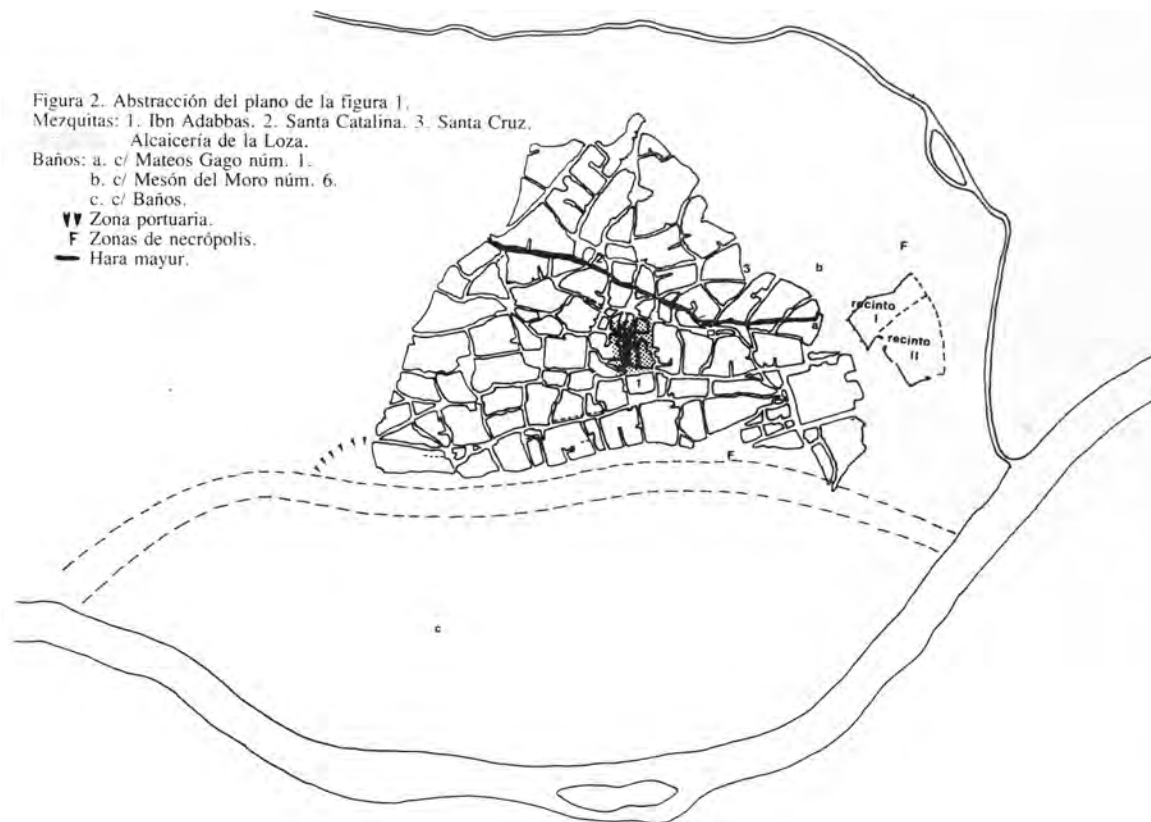 Figura 2. Abstracción del plano de la figura 1.
Mezquitas: 1. Ibn Adabbas. 2. Santa Catalina. 3. Santa Cruz.
Alcaicería de la Loza.
Baños: a. c/ Mateos Gago núm. 1.
b. c/ Mesón del Moro núm. 6.
c. c/ Baños.
Zona portuaria.
F Zonas de necrópolis.
Hara mayur.
F
2
3
b
recinto
I
a
recinto
II
1
F
c